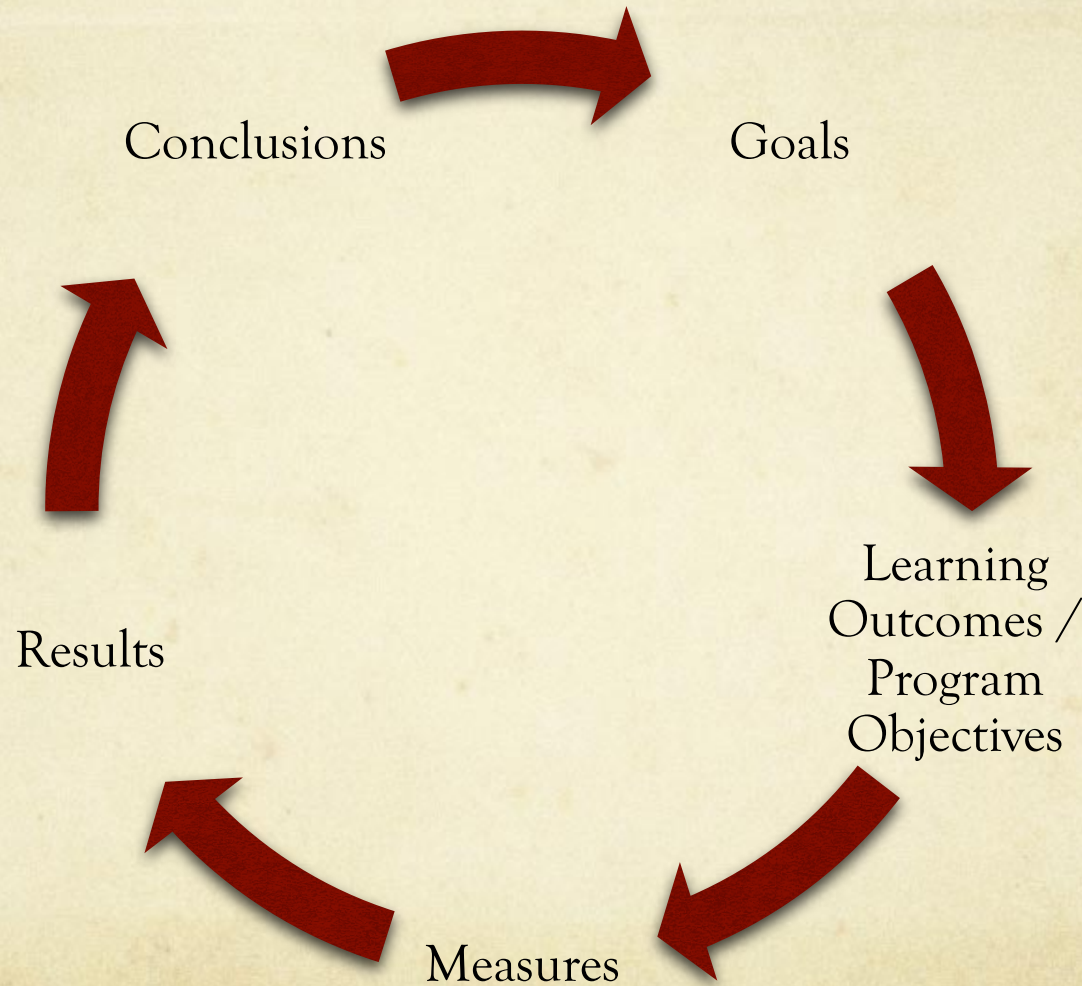 Conclusions
Goals
Learning
Outcomes /
Program
Objectives
Results
Measures